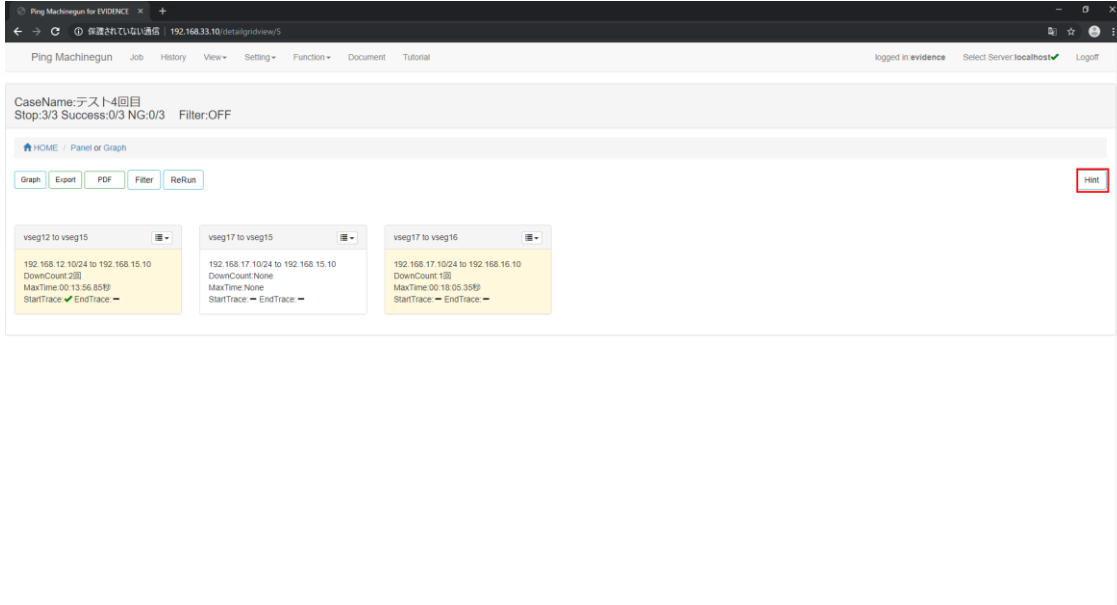 Ping Machinegun for EVIDENCE
保護されていない通信 | 192.168.33.10/detailgridview/5
Ping Machinegun Job History View Setting Function Document Tutorial logged in:evidence Select Server:localhost Logoff
CaseName:テスト4回目
Stop:3/3 Success:0/3 NG:0/3 Filter:OFF
HOME / Panel or Graph
Graph Export PDF Filter ReRun Hint
vseg12 to vseg15
192.168.12.10/24 to 192.168.15.10
DownCount:2回
MaxTime:00:13:56.85秒
StartTrace: EndTrace:
vseg17 to vseg15
192.168.17.10/24 to 192.168.15.10
DownCount:None
MaxTime:None
StartTrace: EndTrace:
vseg17 to vseg16
192.168.17.10/24 to 192.168.16.10
DownCount:1回
MaxTime:00:18:05.35秒
StartTrace: EndTrace: